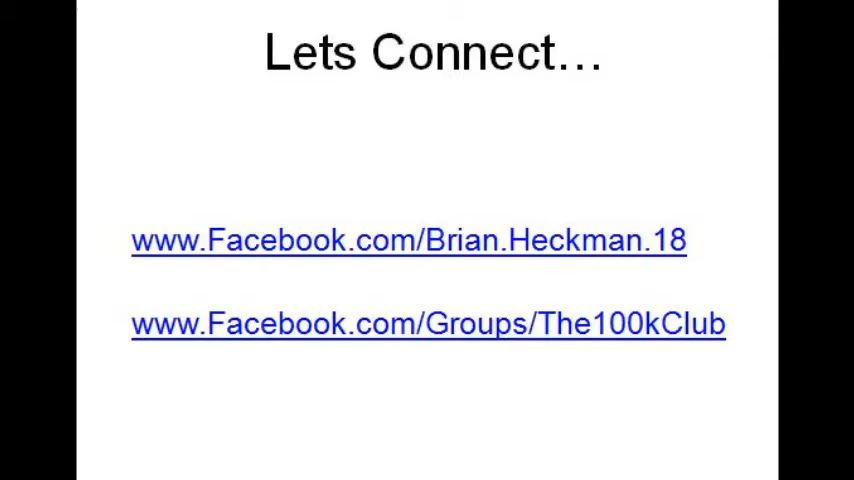 Lets Connect...
www.Facebook.com/Brian.Heckman.18
www.Facebook.com/Groups/The100kClub